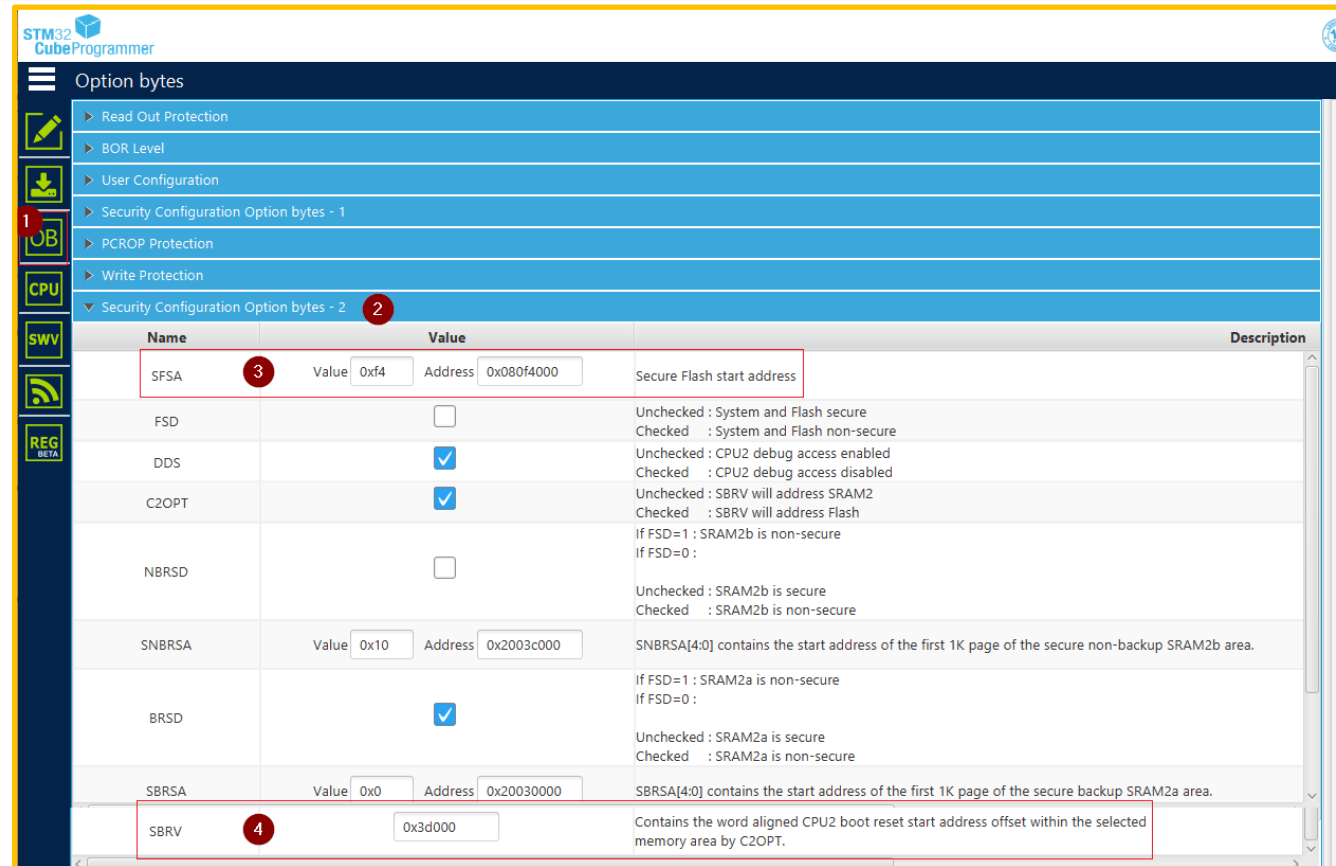 STM32
CubeProgrammer
Option bytes
Read Out Protection
BOR Level
User Configuration
1
Security Configuration Option bytes - 1
OB
PCROP Protection
Write Protection
CPU
Security Configuration Option bytes - 2
2
SWV
Name Value Description
SFSA 3 Value 0xf4 Address 0x080f4000 Secure Flash start address
FSD
Unchecked : System and Flash secure
Checked : System and Flash non-secure
REG
BETA
DDS
Unchecked : CPU2 debug access enabled
Checked : CPU2 debug access disabled
C2OPT
Unchecked : SBRV will address SRAM2
Checked : SBRV will address Flash
NBRSD
If FSD=1 : SRAM2b is non-secure
If FSD=0 :
Unchecked : SRAM2b is secure
Checked : SRAM2b is non-secure
SNBRSA Value 0x10 Address 0x2003c000 SNBRSA[4:0] contains the start address of the first 1K page of the secure non-backup SRAM2b area.
BRSD
If FSD=1 : SRAM2a is non-secure
If FSD=0 :
Unchecked : SRAM2a is secure
Checked : SRAM2a is non-secure
SBRSA Value 0x0 Address 0x20030000 SBRSA[4:0] contains the start address of the first 1K page of the secure backup SRAM2a area.
SBRV 4 0x3d000
Contains the word aligned CPU2 boot reset start address offset within the selected
memory area by C2OPT.